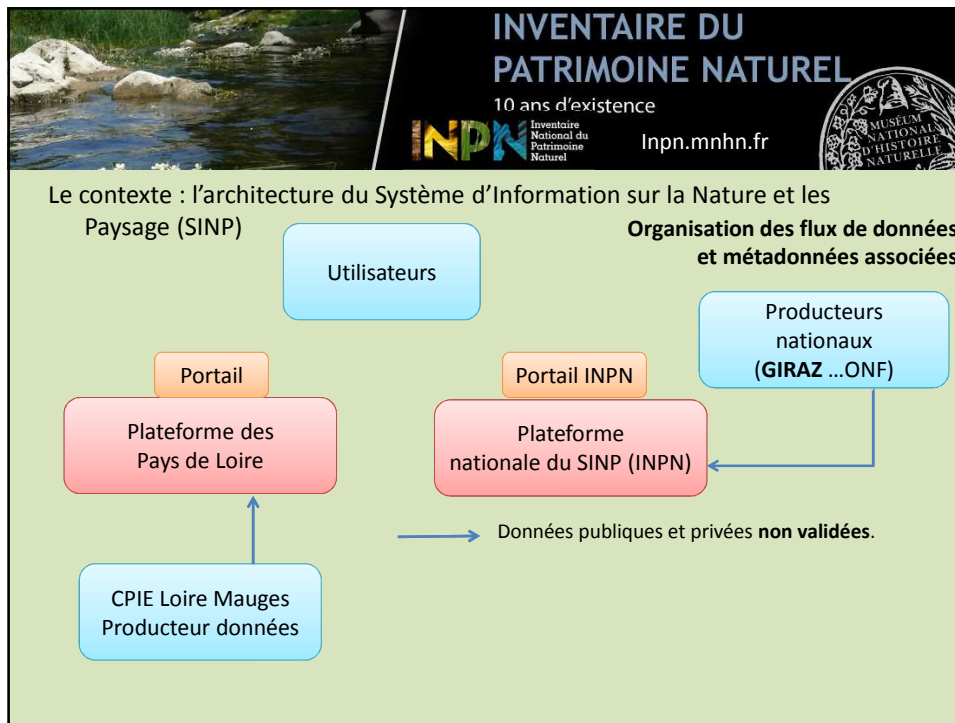 INVENTAIRE DU
PATRIMOINE NATUREL
10 ans d'existence
INPN
Inventaire
National du
Patrimoine
Naturel
Inpn.mnhn.fr
MUSÉUM
NATIONAL
D'HISTOIRE
NATURELLE
Le contexte : l'architecture du Système d'Information sur la Nature et les
Paysage (SINP)
Organisation des flux de données
et métadonnées associées
Utilisateurs
Producteurs
nationaux
(GIRAZ ...ONF)
Portail
Portail INPN
Plateforme des
Pays de Loire
Plateforme
nationale du SINP (INPN)
Données publiques et privées non validées.
CPIE Loire Mauges
Producteur données